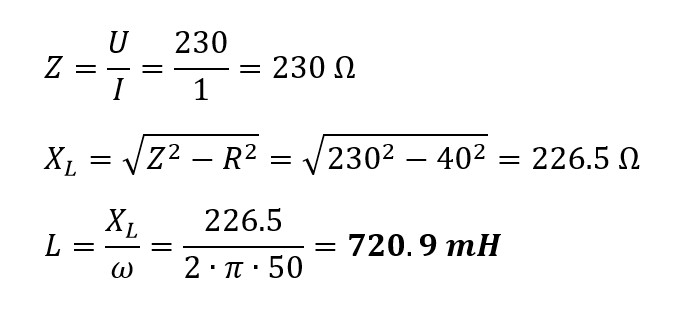 Z = U/I = 230/1 = 230 Ω
X_L = √(Z² − R²) = √(230² − 40²) = 226.5 Ω
L = X_L/ω = 226.5/(2 · π · 50) = 720.9 mH